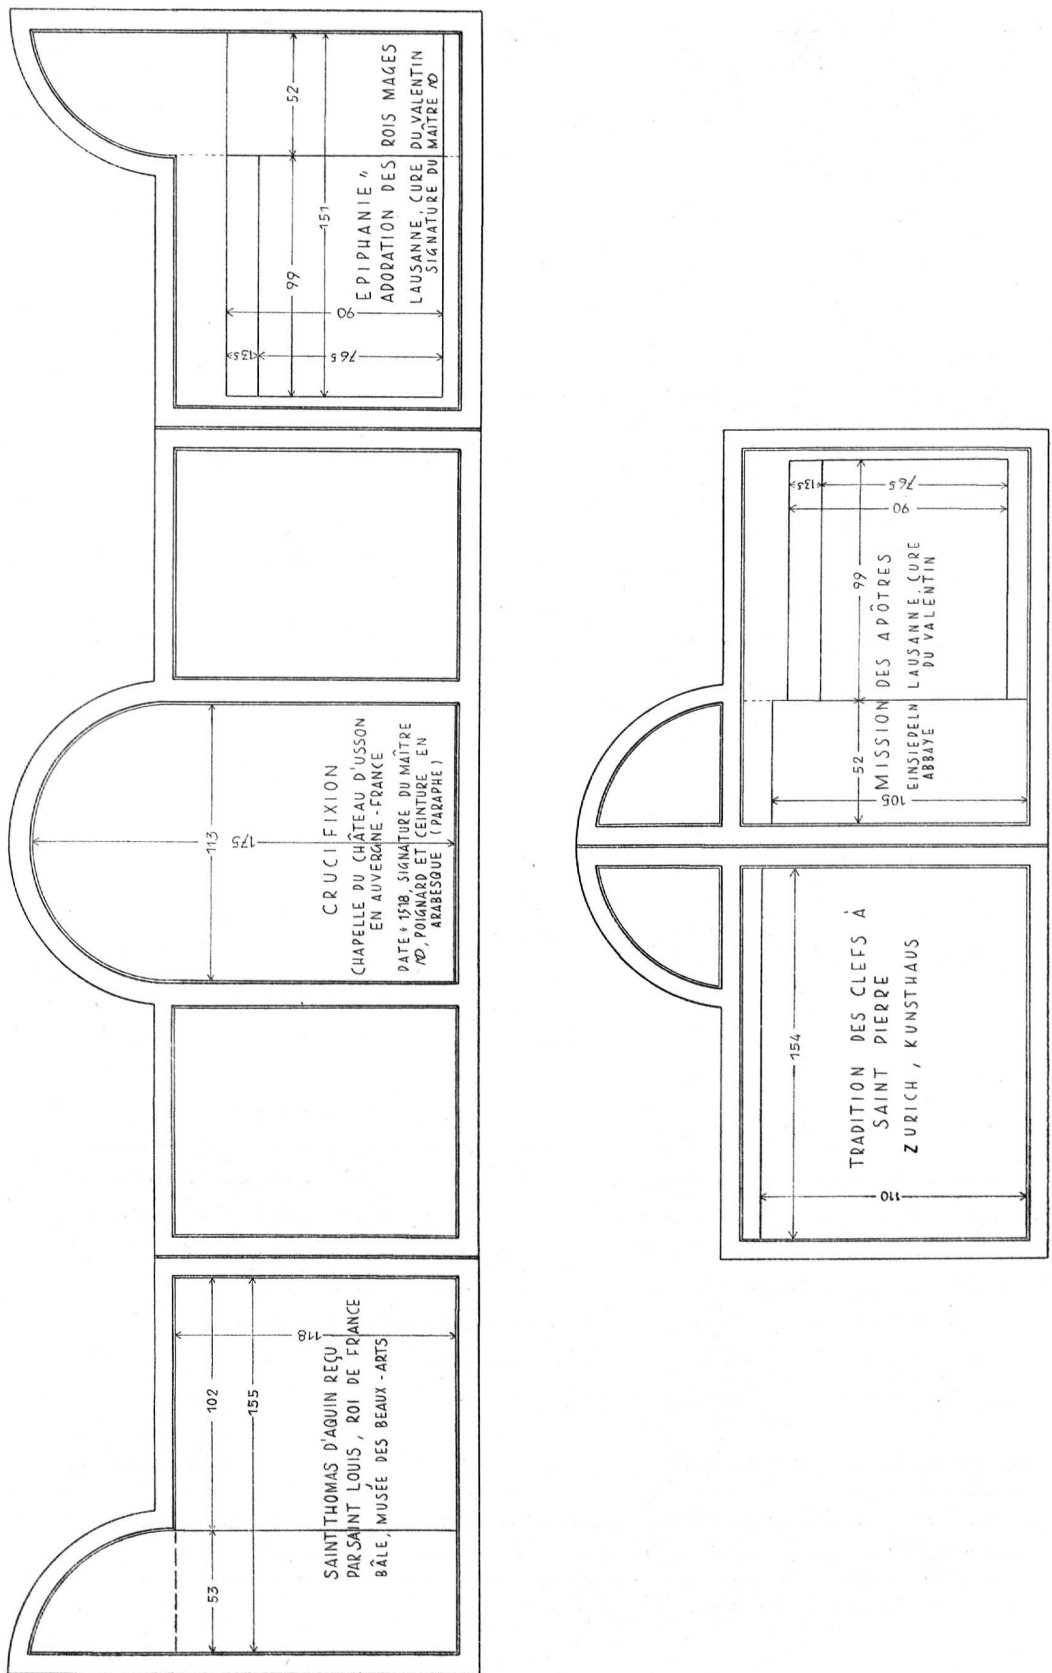 SAINT THOMAS D'AQUIN REÇU
PAR SAINT LOUIS, ROI DE FRANCE
BÂLE, MUSÉE DES BEAUX-ARTS
53
102
155
118
CRUCIFIXION
CHAPELLE DU CHÂTEAU D'USSON
EN AUVERGNE-FRANCE
DATE: 1518, SIGNATURE DU MAÎTRE
ND, POIGNARD ET CEINTURE EN
ARABESQUE (PARAPHE)
113
175
EPIPHANIE"
ADORATION DES ROIS MAGES
LAUSANNE, CURE DU VALENTIN
SIGNATURE DU MAÎTRE ND
52
99
151
90
13 5
76 5
TRADITION DES CLEFS À
SAINT PIERRE
ZURICH, KUNSTHAUS
154
110
MISSION DES APÔTRES
EINSIEDELN
ABBAYE
LAUSANNE, CURE
DU VALENTIN
52
99
105
90
13 5
76 5